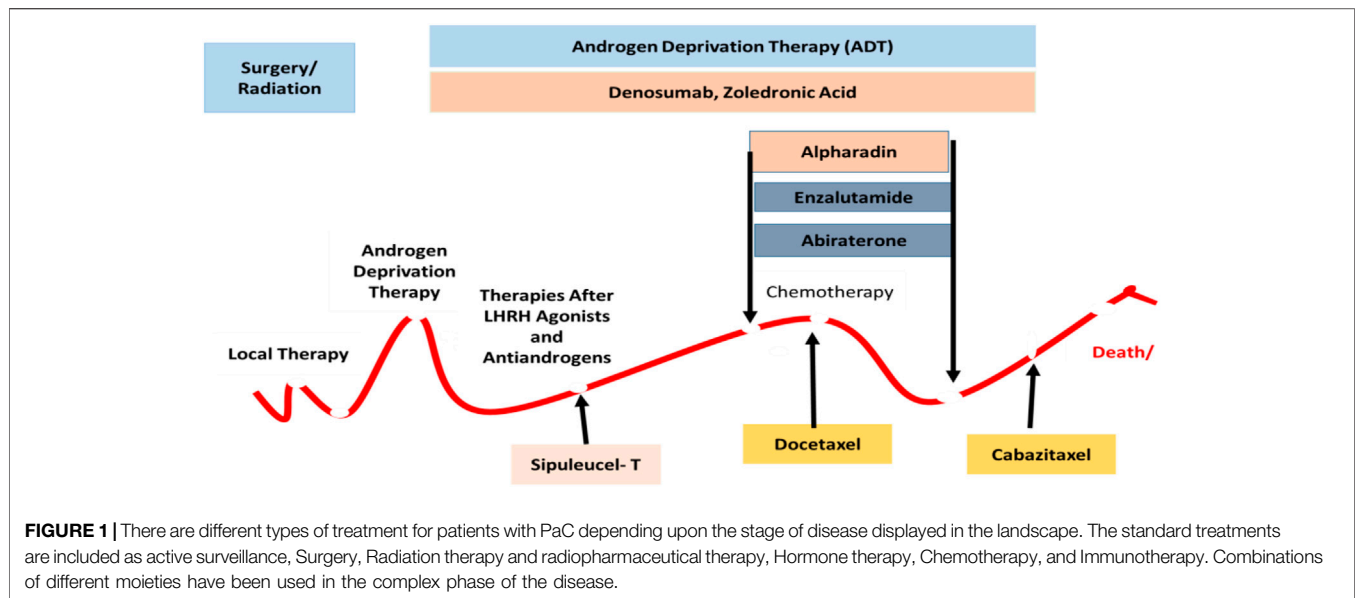 Surgery/
Radiation
Androgen Deprivation Therapy (ADT)
Denosumab, Zoledronic Acid
Alpharadin
Enzalutamide
Abiraterone
Androgen
Deprivation
Therapy
Therapies After
LHRH Agonists
and
Antiandrogens
Chemotherapy
Local Therapy
Death/
Sipuleucel- T
Docetaxel
Cabazitaxel
FIGURE 1 | There are different types of treatment for patients with PaC depending upon the stage of disease displayed in the landscape. The standard treatments
are included as active surveillance, Surgery, Radiation therapy and radiopharmaceutical therapy, Hormone therapy, Chemotherapy, and Immunotherapy. Combinations
of different moieties have been used in the complex phase of the disease.